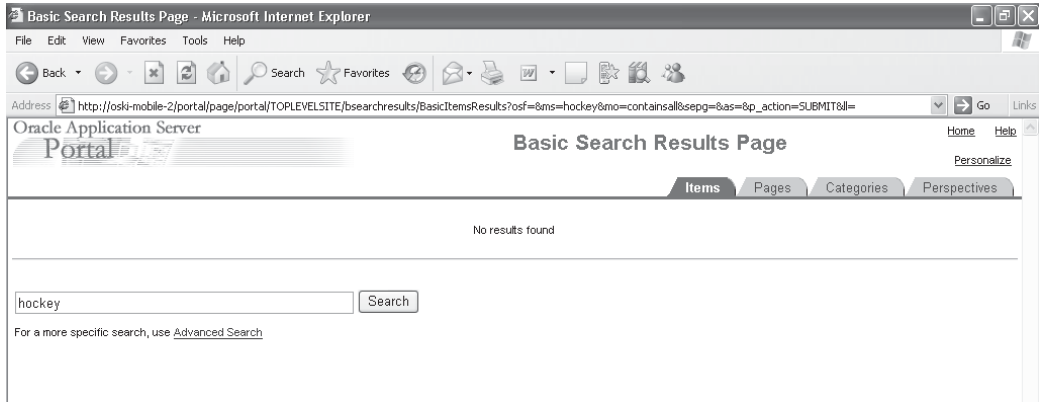 Basic Search Results Page - Microsoft Internet Explorer
File Edit View Favorites Tools Help
Back Search Favorites
Address http://oski-mobile-2/portal/page/portal/TOPLEVELSITE/bsearchresults/BasicItemsResults?osf=&ms=hockey&mo=containsall&sepg=&as=&p_action=SUBMIT&ll= Go Links
Oracle Application Server
Portal
Basic Search Results Page
Home Help
Personalize
Items Pages Categories Perspectives
No results found
hockey Search
For a more specific search, use Advanced Search